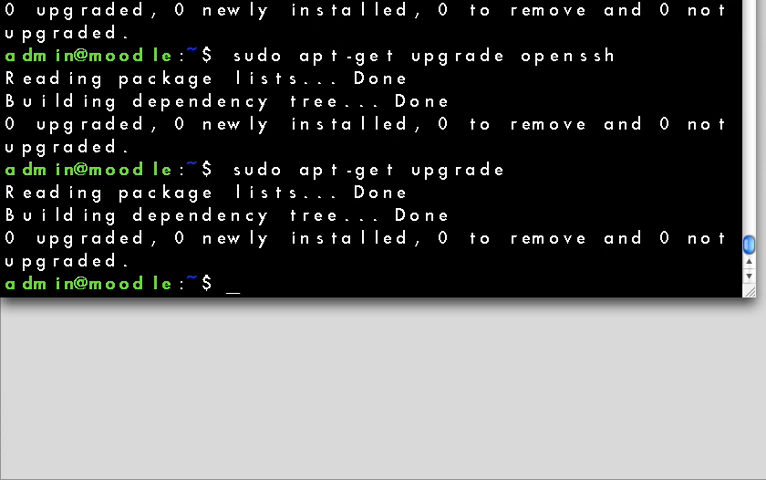 0 upgraded, 0 newly installed, 0 to remove and 0 not
upgraded.
admin@moodle:~$ sudo apt-get upgrade openssh
Reading package lists... Done
Building dependency tree... Done
0 upgraded, 0 newly installed, 0 to remove and 0 not
upgraded.
admin@moodle:~$ sudo apt-get upgrade
Reading package lists... Done
Building dependency tree... Done
0 upgraded, 0 newly installed, 0 to remove and 0 not
upgraded.
admin@moodle:~$ _